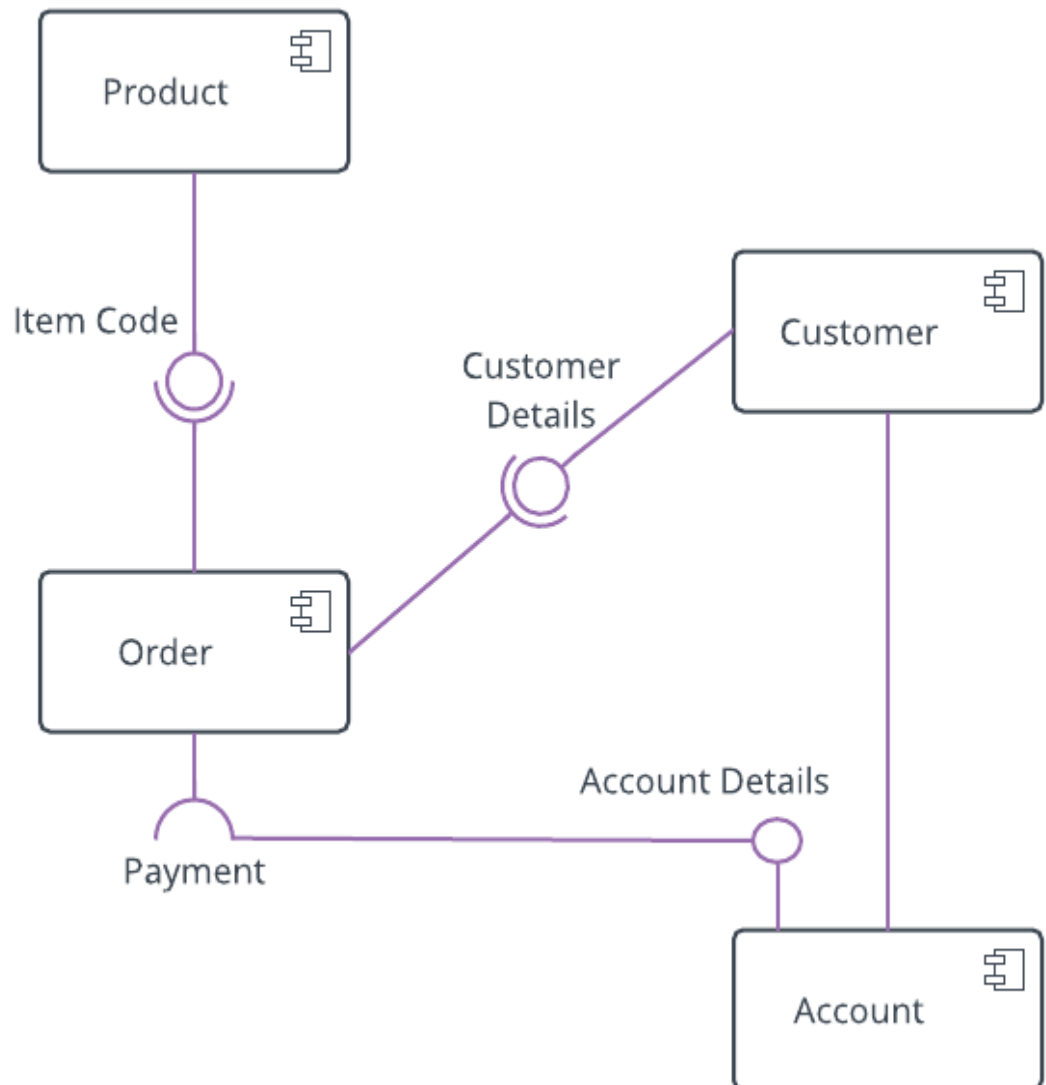 Product
Item Code
Customer
Customer
Details
Order
Account Details
Payment
Account